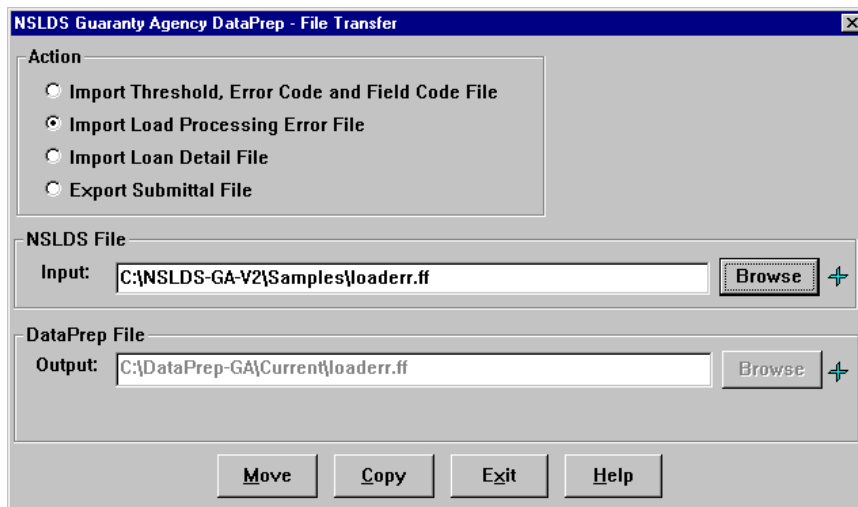 NSLDS Guaranty Agency DataPrep - File Transfer
Action
Import Threshold, Error Code and Field Code File
Import Load Processing Error File
Import Loan Detail File
Export Submittal File
NSLDS File
Input: C:\NSLDS-GA-V2\Samples\loaderr.ff Browse
DataPrep File
Output: C:\DataPrep-GA\Current\loaderr.ff Browse
Move Copy Exit Help